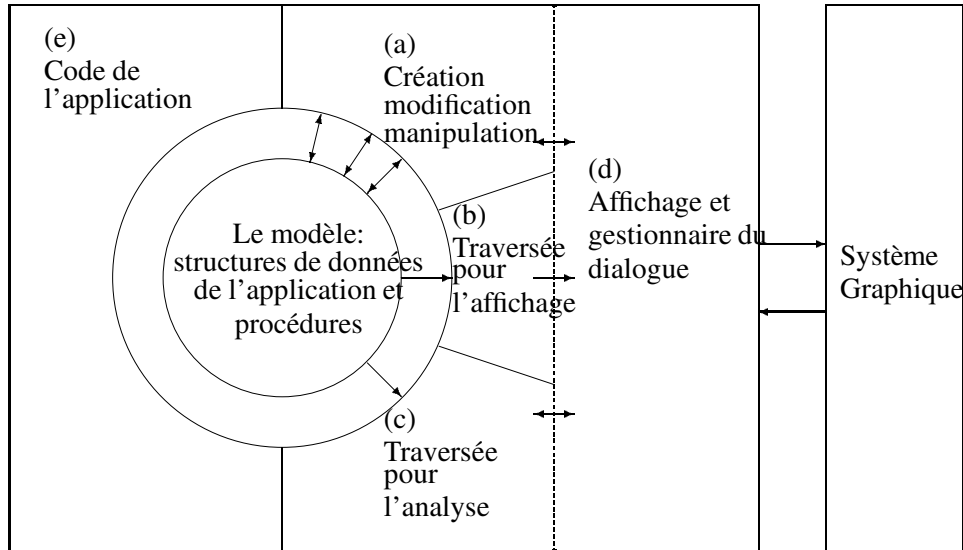 (e)
Code de
l'application
(a)
Création
modification
manipulation
Le modèle:
structures de données
de l'application et
procédures
(b)
Traversée
pour
l'affichage
(c)
Traversée
pour
l'analyse
(d)
Affichage et
gestionnaire du
dialogue
Système
Graphique